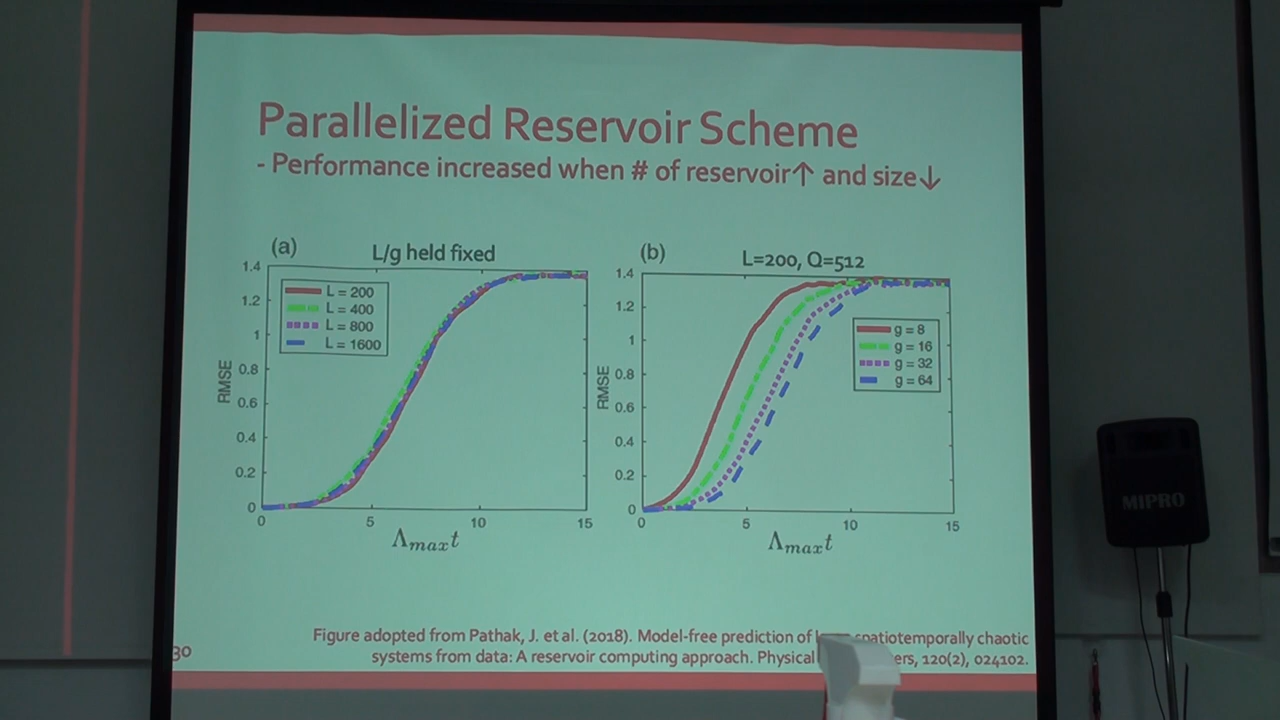 Parallelized Reservoir Scheme
- Performance increased when # of reservoir↑ and size↓
(a)
L/g held fixed
1.4
1.2
1
0.8
0.6
0.4
0.2
0
RMSE
L = 200
L = 400
L = 800
L = 1600
0 5 10 15
Λmax t
(b)
L=200, Q=512
1.4
1.2
1
0.8
0.6
0.4
0.2
0
RMSE
g = 8
g = 16
g = 32
g = 64
0 5 10 15
Λmax t
Figure adopted from Pathak, J. et al. (2018). Model-free prediction of spatiotemporally chaotic
systems from data: A reservoir computing approach. Physical 120(2), 024102.
30
MIPRO